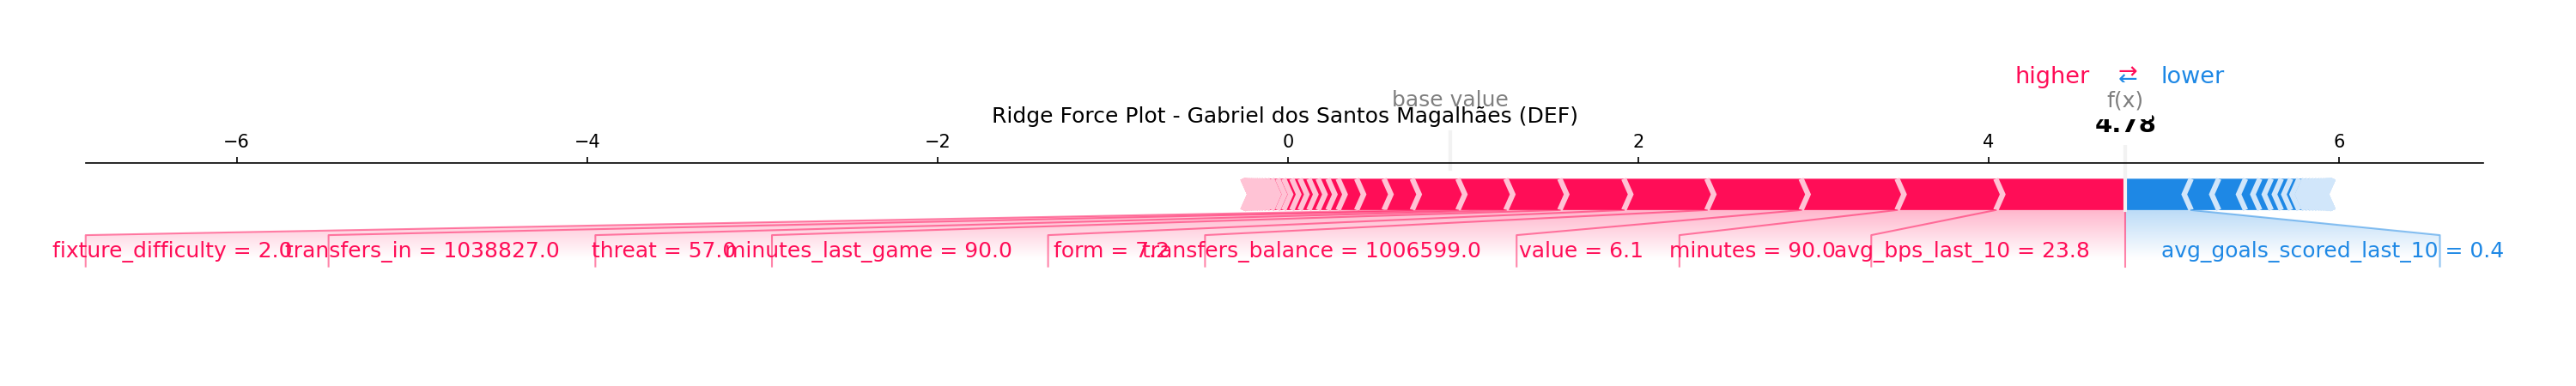 higher ⇄ lower
base value
f(x)
Ridge Force Plot - Gabriel dos Santos Magalhães (DEF)
4.78
−6 −4 −2 0 2 4 6
fixture_difficulty = 2.0 transfers_in = 1038827.0 threat = 57.0 minutes_last_game = 90.0 form = 7.2 transfers_balance = 1006599.0 value = 6.1 minutes = 90.0 avg_bps_last_10 = 23.8 avg_goals_scored_last_10 = 0.4